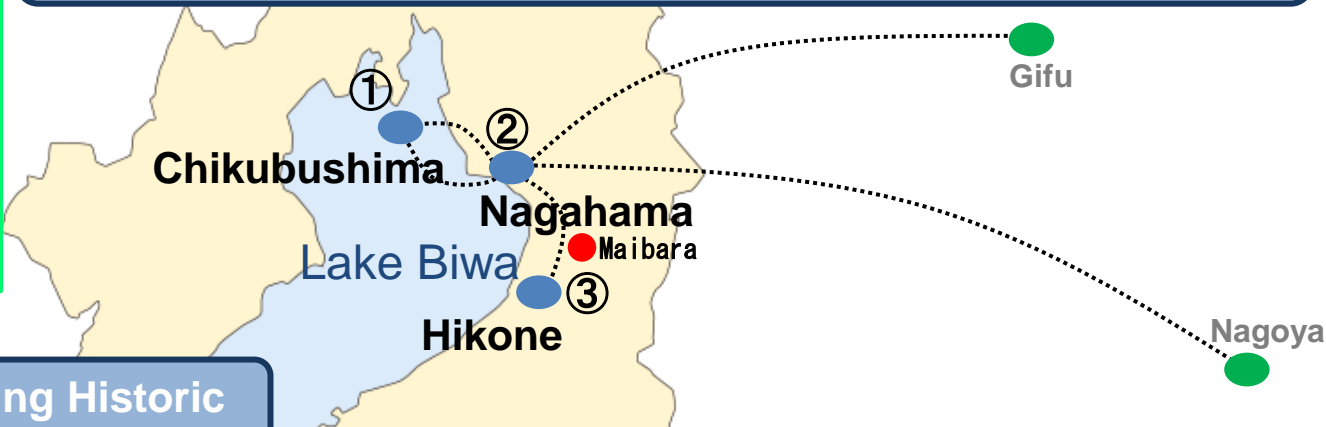 Gifu
①
②
Chikubushima
Nagahama
Maibara
Lake Biwa
③
Hikone
Nagoya
ng Historic